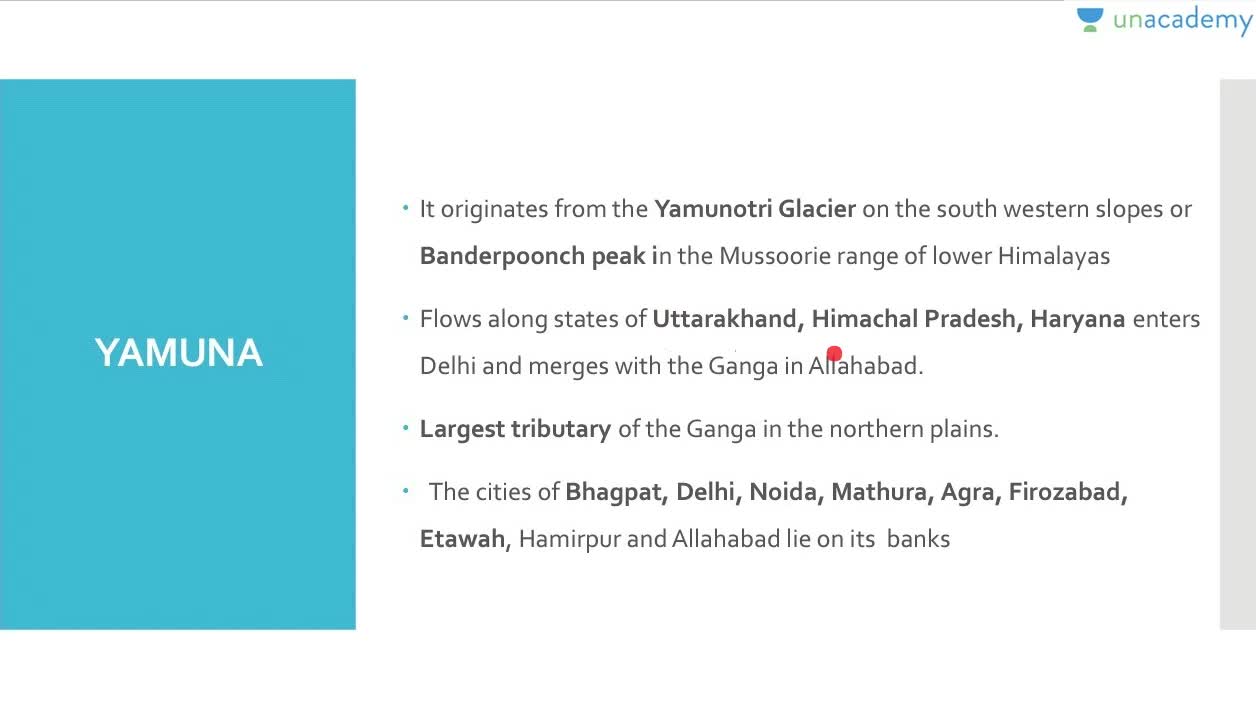 unacademy
YAMUNA
• It originates from the Yamunotri Glacier on the south western slopes or
Banderpoonch peak in the Mussoorie range of lower Himalayas
• Flows along states of Uttarakhand, Himachal Pradesh, Haryana enters
Delhi and merges with the Ganga in Allahabad.
• Largest tributary of the Ganga in the northern plains.
• The cities of Bhagpat, Delhi, Noida, Mathura, Agra, Firozabad,
Etawah, Hamirpur and Allahabad lie on its banks